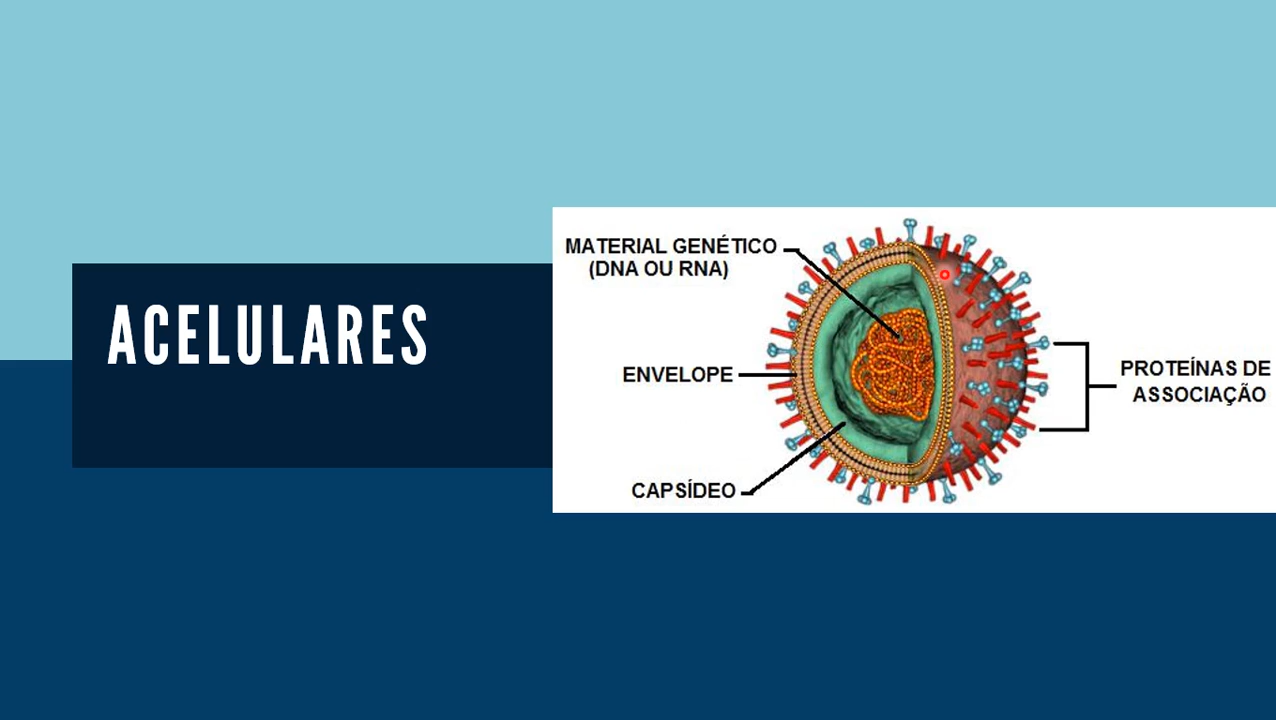 ACELULARES
MATERIAL GENÉTICO
(DNA OU RNA)
ENVELOPE
CAPSÍDEO
PROTEÍNAS DE
ASSOCIAÇÃO